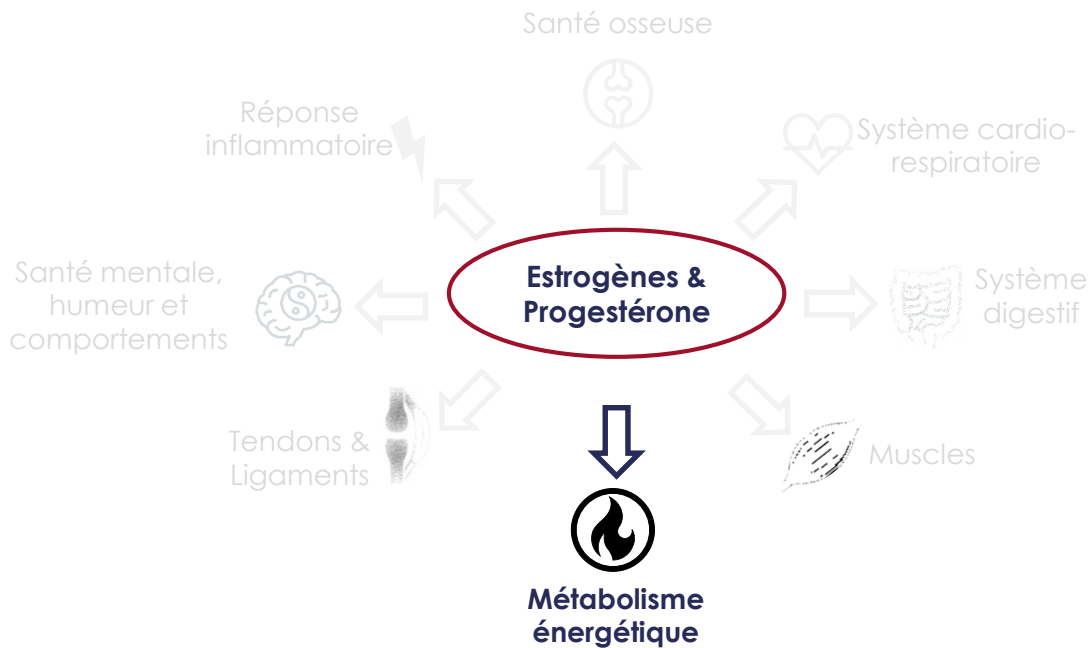 Santé osseuse
Réponse
inflammatoire
Système cardio-
respiratoire
Santé mentale,
humeur et
comportements
Estrogènes &
Progestérone
Système
digestif
Tendons &
Ligaments
Muscles
Métabolisme
énergétique